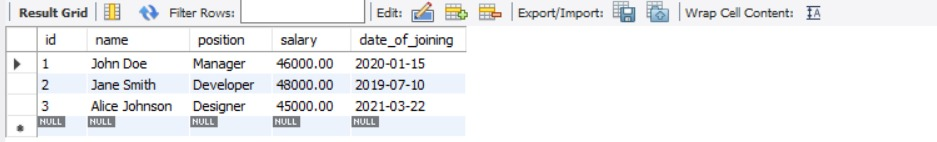 Result Grid Filter Rows: Edit: Export/Import: Wrap Cell Content: IA
id name position salary date_of_joining
1 John Doe Manager 46000.00 2020-01-15
2 Jane Smith Developer 48000.00 2019-07-10
3 Alice Johnson Designer 45000.00 2021-03-22
NULL NULL NULL NULL NULL